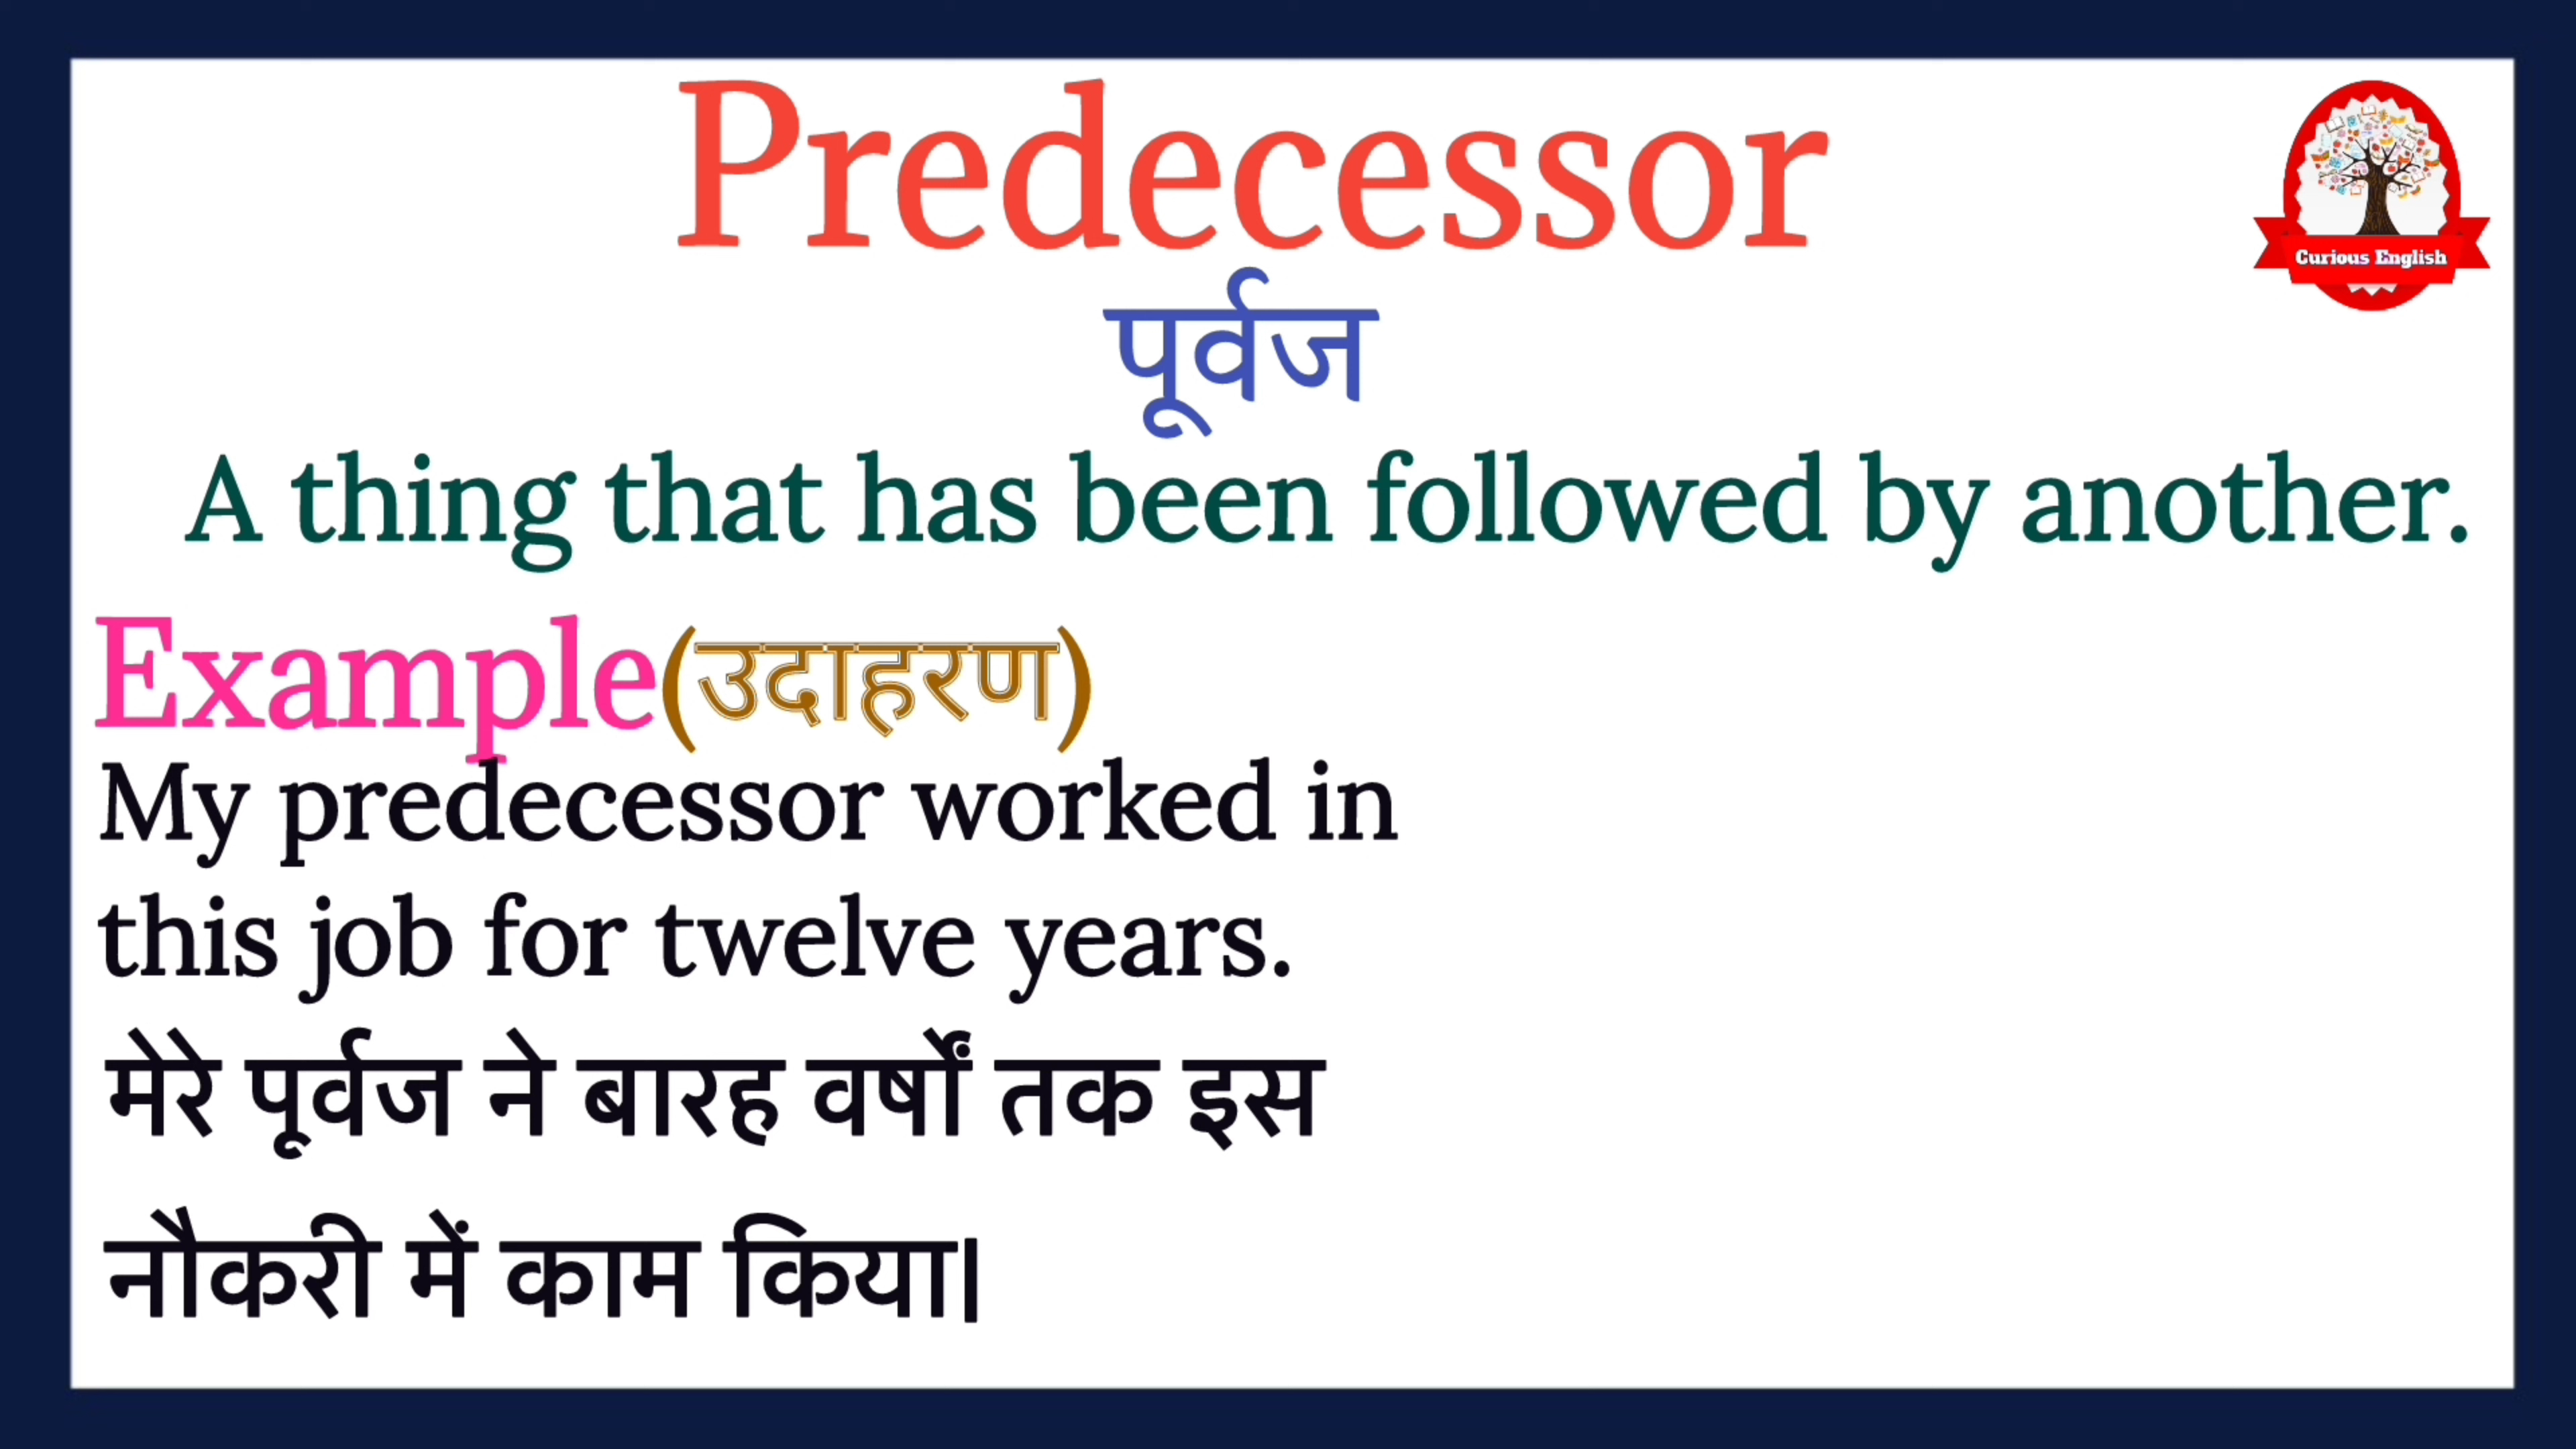 Predecessor
Curious English
पूर्वज
A thing that has been followed by another.
Example(उदाहरण)
My predecessor worked in
this job for twelve years.
मेरे पूर्वज ने बारह वर्षों तक इस
नौकरी में काम किया।